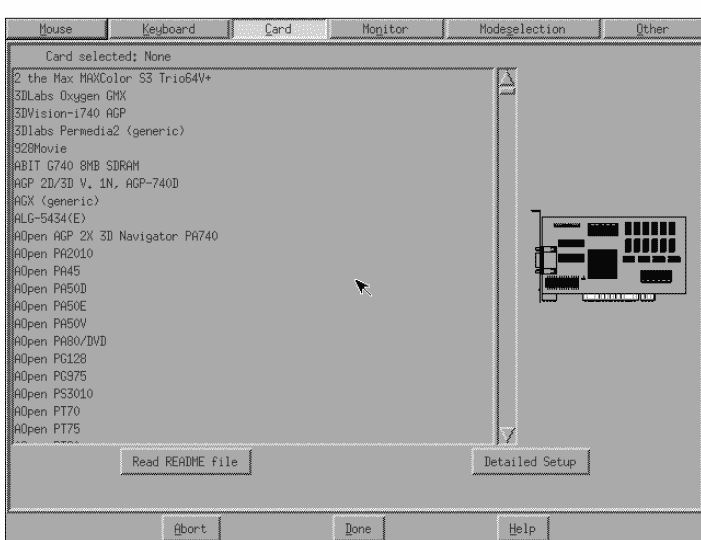 Mouse Keyboard Card Monitor Modeselection Other
Card selected: None
2 the Max MAXColor S3 Trio64V+
3DLabs Oxygen GMX
3DVision-i740 AGP
3Dlabs Permedia2 (generic)
928Movie
ABIT G740 8MB SDRAM
AGP 2D/3D V. 1N, AGP-740D
AGX (generic)
ALG-5434(E)
AOpen AGP 2X 3D Navigator PA740
AOpen PA2010
AOpen PA45
AOpen PA50D
AOpen PA50E
AOpen PA50V
AOpen PA80/DVD
AOpen PG128
AOpen PG975
AOpen PS3010
AOpen PT70
AOpen PT75
Read README file Detailed Setup
Abort Done Help